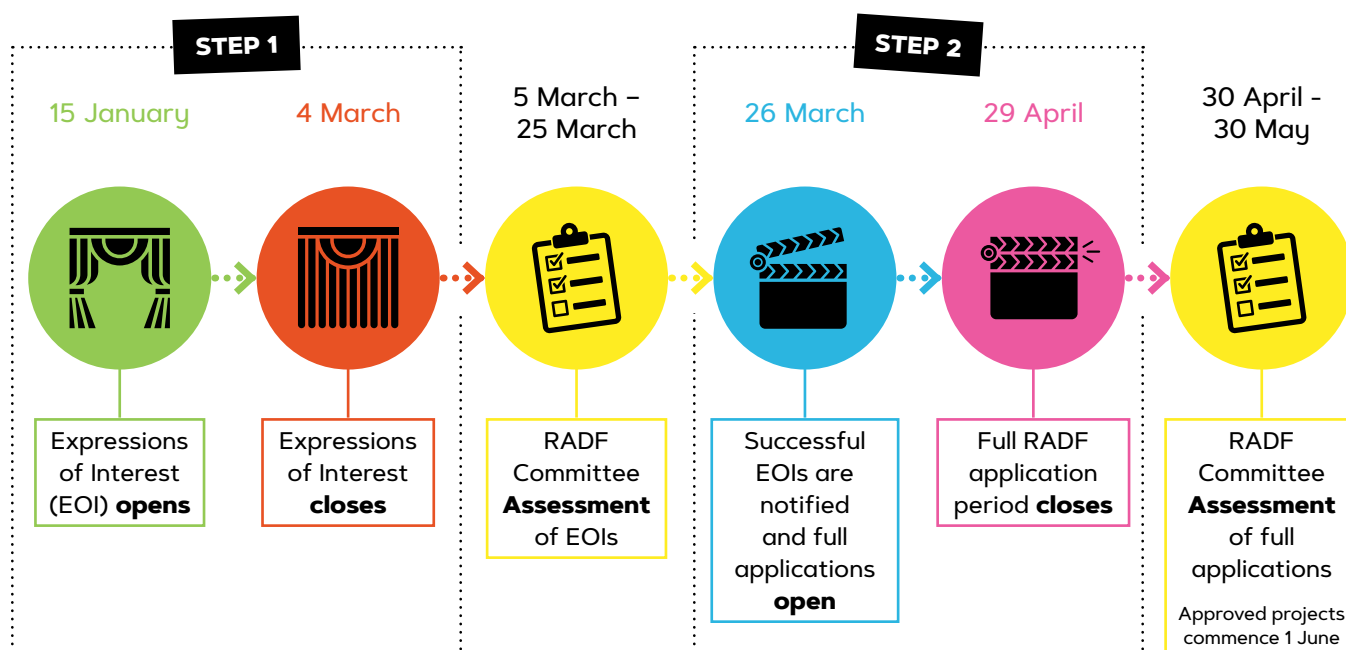 STEP 1
STEP 2
15 January
4 March
5 March –
25 March
26 March
29 April
30 April -
30 May
Expressions
of Interest
(EOI) opens
Expressions
of Interest
closes
RADF
Committee
Assessment
of EOIs
Successful
EOIs are
notified
and full
applications
open
Full RADF
application
period closes
RADF
Committee
Assessment
of full
applications
Approved projects
commence 1 June